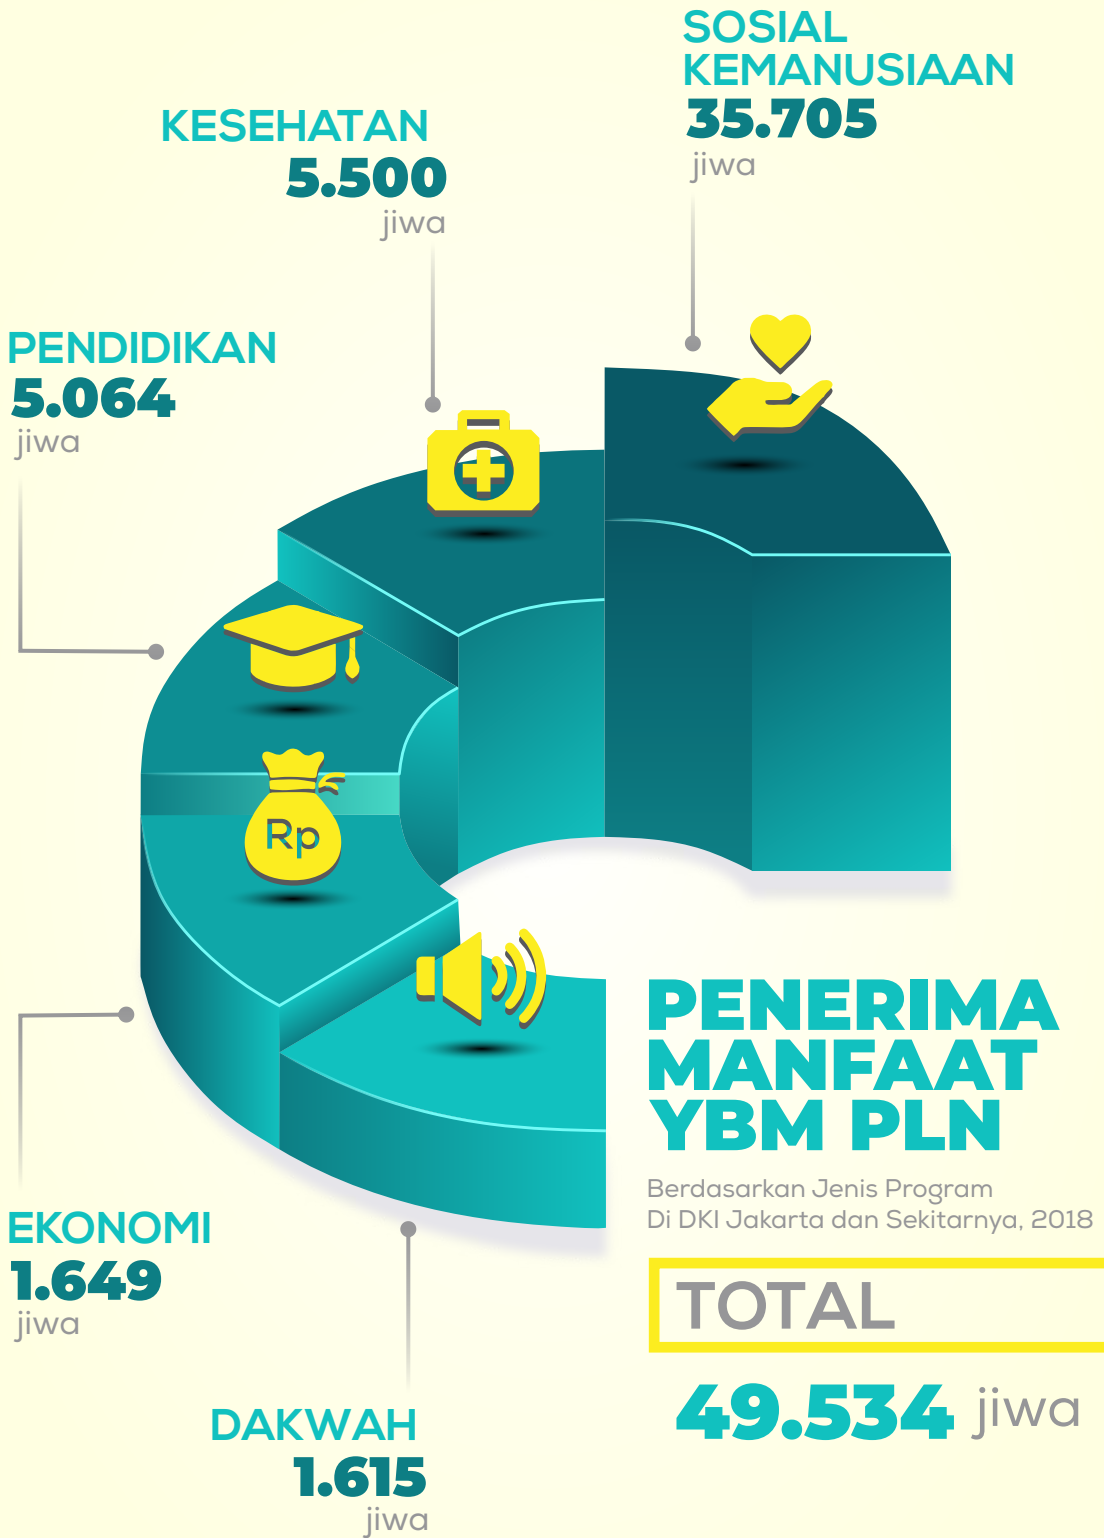 SOSIAL
KEMANUSIAAN
35.705
jiwa
KESEHATAN
5.500
jiwa
PENDIDIKAN
5.064
jiwa
Rp
EKONOMI
1.649
jiwa
DAKWAH
1.615
jiwa
PENERIMA
MANFAAT
YBM PLN
Berdasarkan Jenis Program
Di DKI Jakarta dan Sekitarnya, 2018
TOTAL
49.534 jiwa